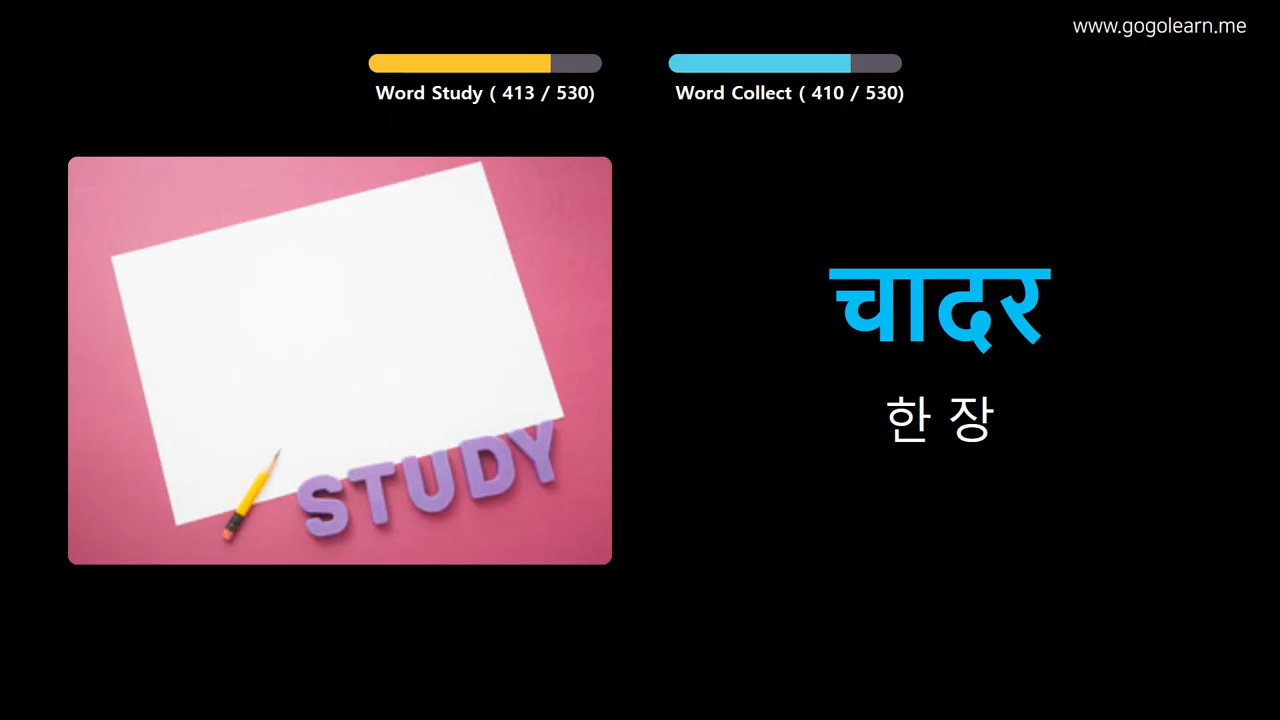 www.gogolearn.me
Word Study ( 413 / 530)
Word Collect ( 410 / 530)
STUDY
चादर
한 장